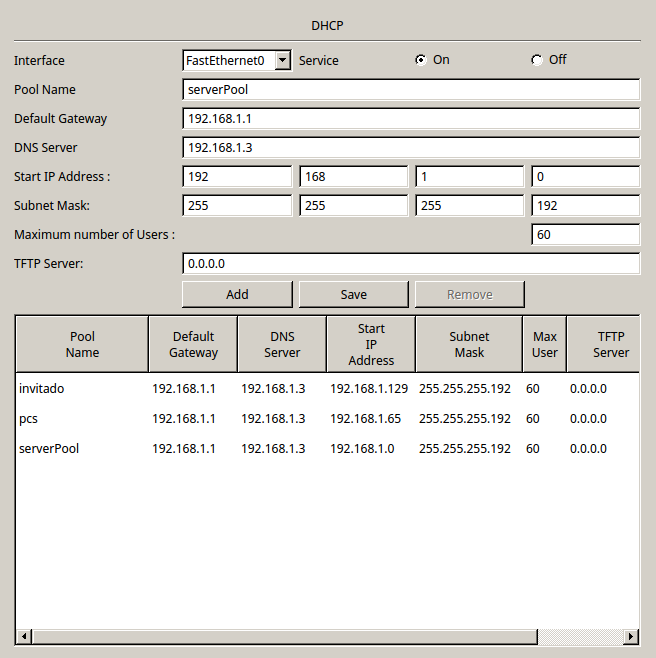 DHCP
Interface FastEthernet0 Service On Off
Pool Name serverPool
Default Gateway 192.168.1.1
DNS Server 192.168.1.3
Start IP Address : 192 168 1 0
Subnet Mask: 255 255 255 192
Maximum number of Users : 60
TFTP Server: 0.0.0.0
Add Save Remove
Pool Name Default Gateway DNS Server Start IP Address Subnet Mask Max User TFTP Server
invitado 192.168.1.1 192.168.1.3 192.168.1.129 255.255.255.192 60 0.0.0.0
pcs 192.168.1.1 192.168.1.3 192.168.1.65 255.255.255.192 60 0.0.0.0
serverPool 192.168.1.1 192.168.1.3 192.168.1.0 255.255.255.192 60 0.0.0.0